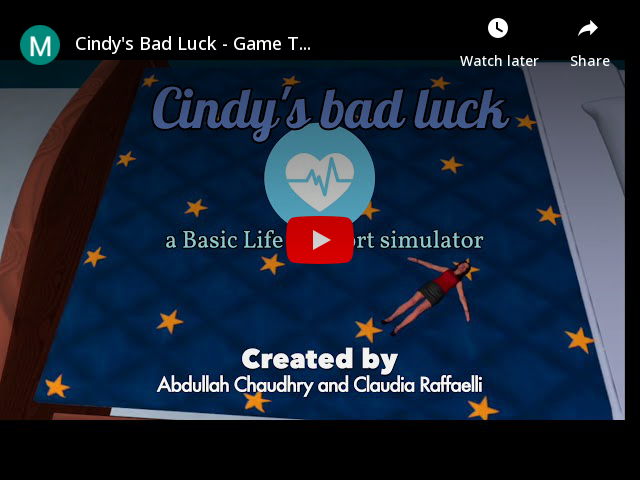 M
Cindy's Bad Luck - Game T...
Watch later
Share
Cindy's bad luck
a Basic Life ort simulator
Created by
Abdullah Chaudhry and Claudia Raffaelli